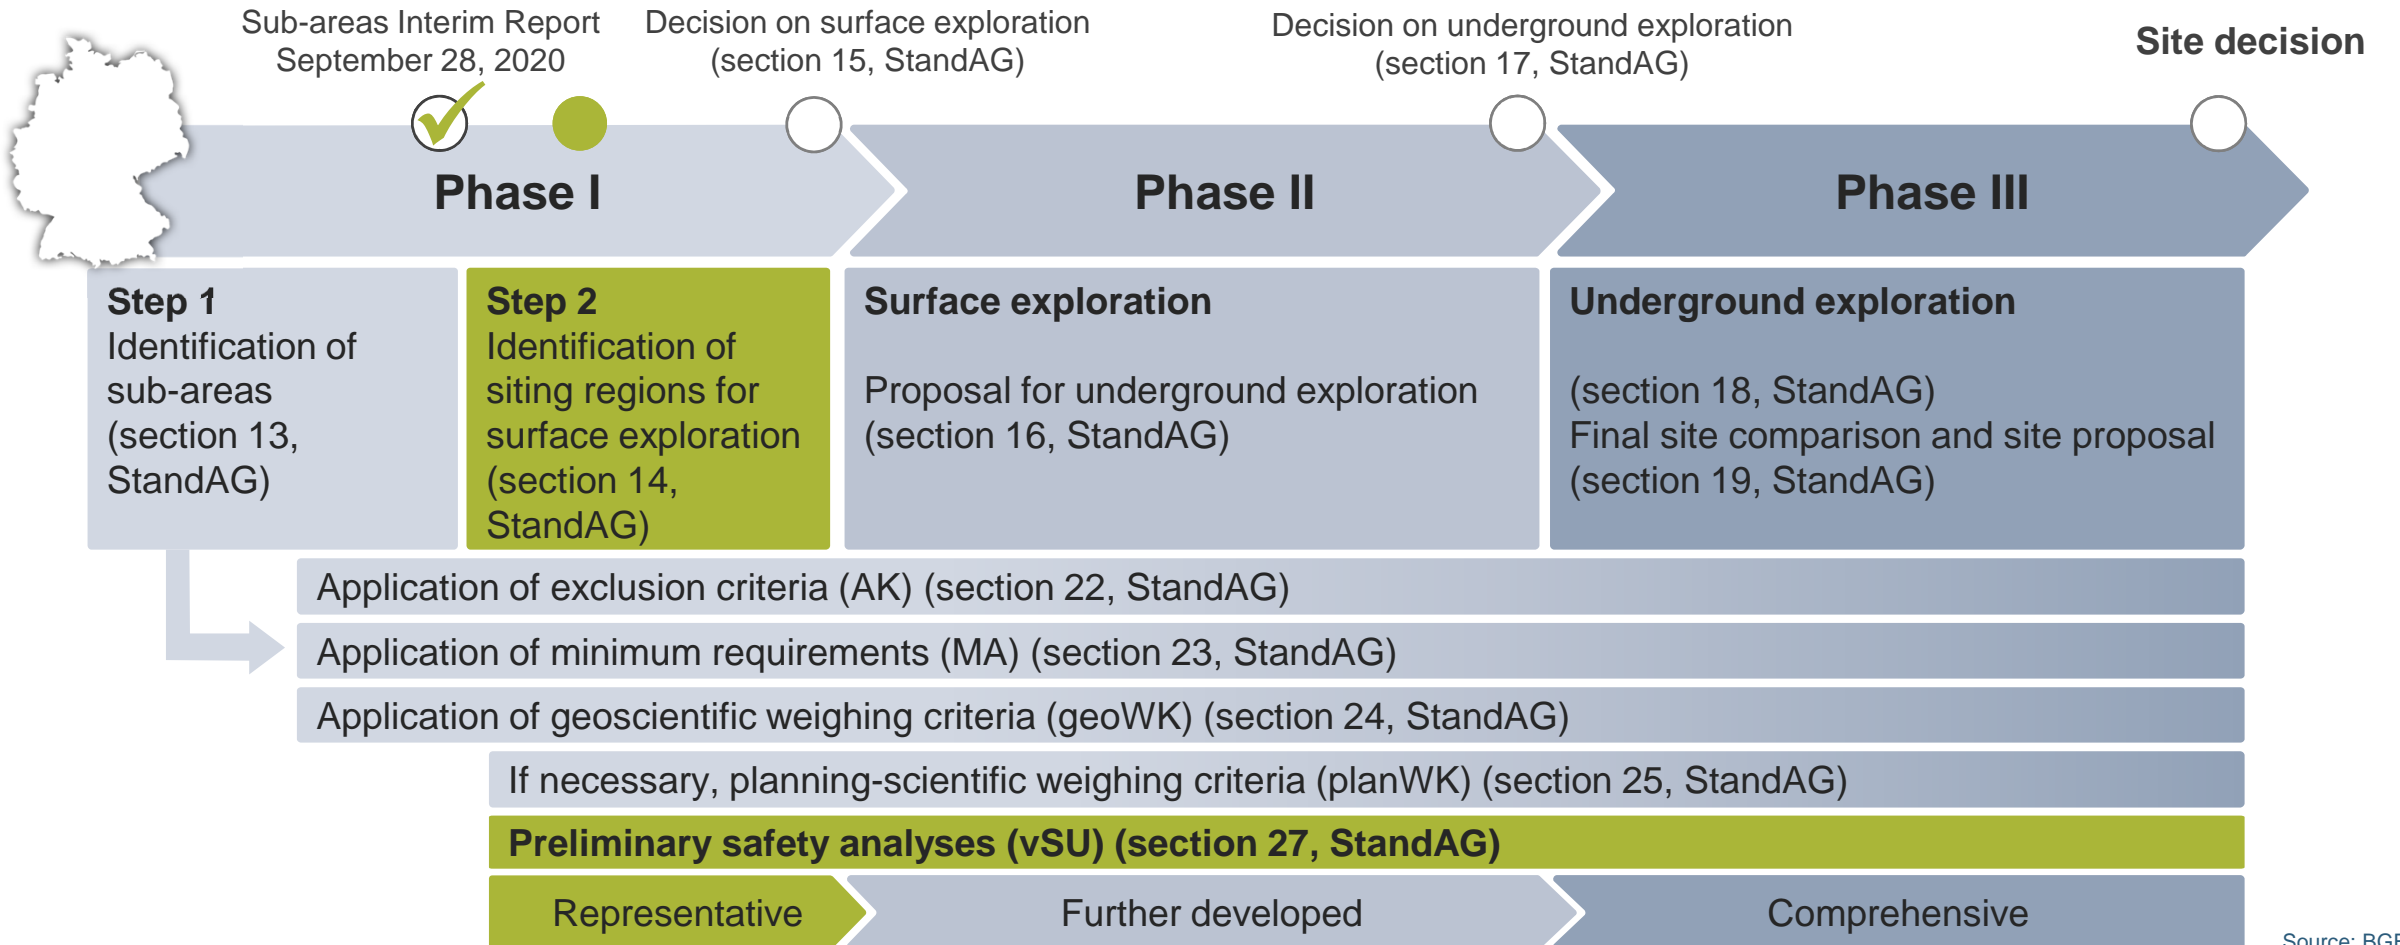 Sub-areas Interim Report
September 28, 2020
Decision on surface exploration
(section 15, StandAG)
Decision on underground exploration
(section 17, StandAG)
Site decision
Phase I
Phase II
Phase III
Step 1
Identification of
sub-areas
(section 13,
StandAG)
Step 2
Identification of
siting regions for
surface exploration
(section 14,
StandAG)
Surface exploration
Proposal for underground exploration
(section 16, StandAG)
Underground exploration
(section 18, StandAG)
Final site comparison and site proposal
(section 19, StandAG)
Application of exclusion criteria (AK) (section 22, StandAG)
Application of minimum requirements (MA) (section 23, StandAG)
Application of geoscientific weighing criteria (geoWK) (section 24, StandAG)
If necessary, planning-scientific weighing criteria (planWK) (section 25, StandAG)
Preliminary safety analyses (vSU) (section 27, StandAG)
Representative
Further developed
Comprehensive
Source: